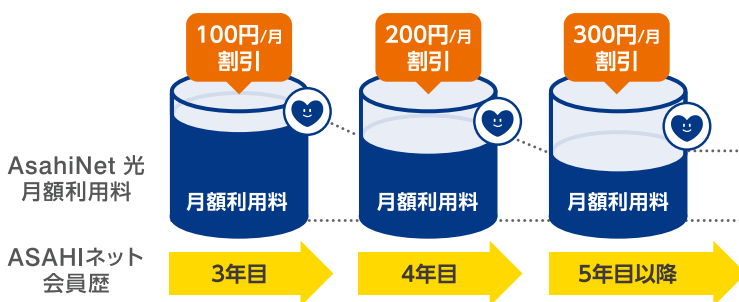 100円/月
割引
200円/月
割引
300円/月
割引
AsahiNet 光
月額利用料
月額利用料
月額利用料
月額利用料
ASAHIネット
会員歴
3年目
4年目
5年目以降